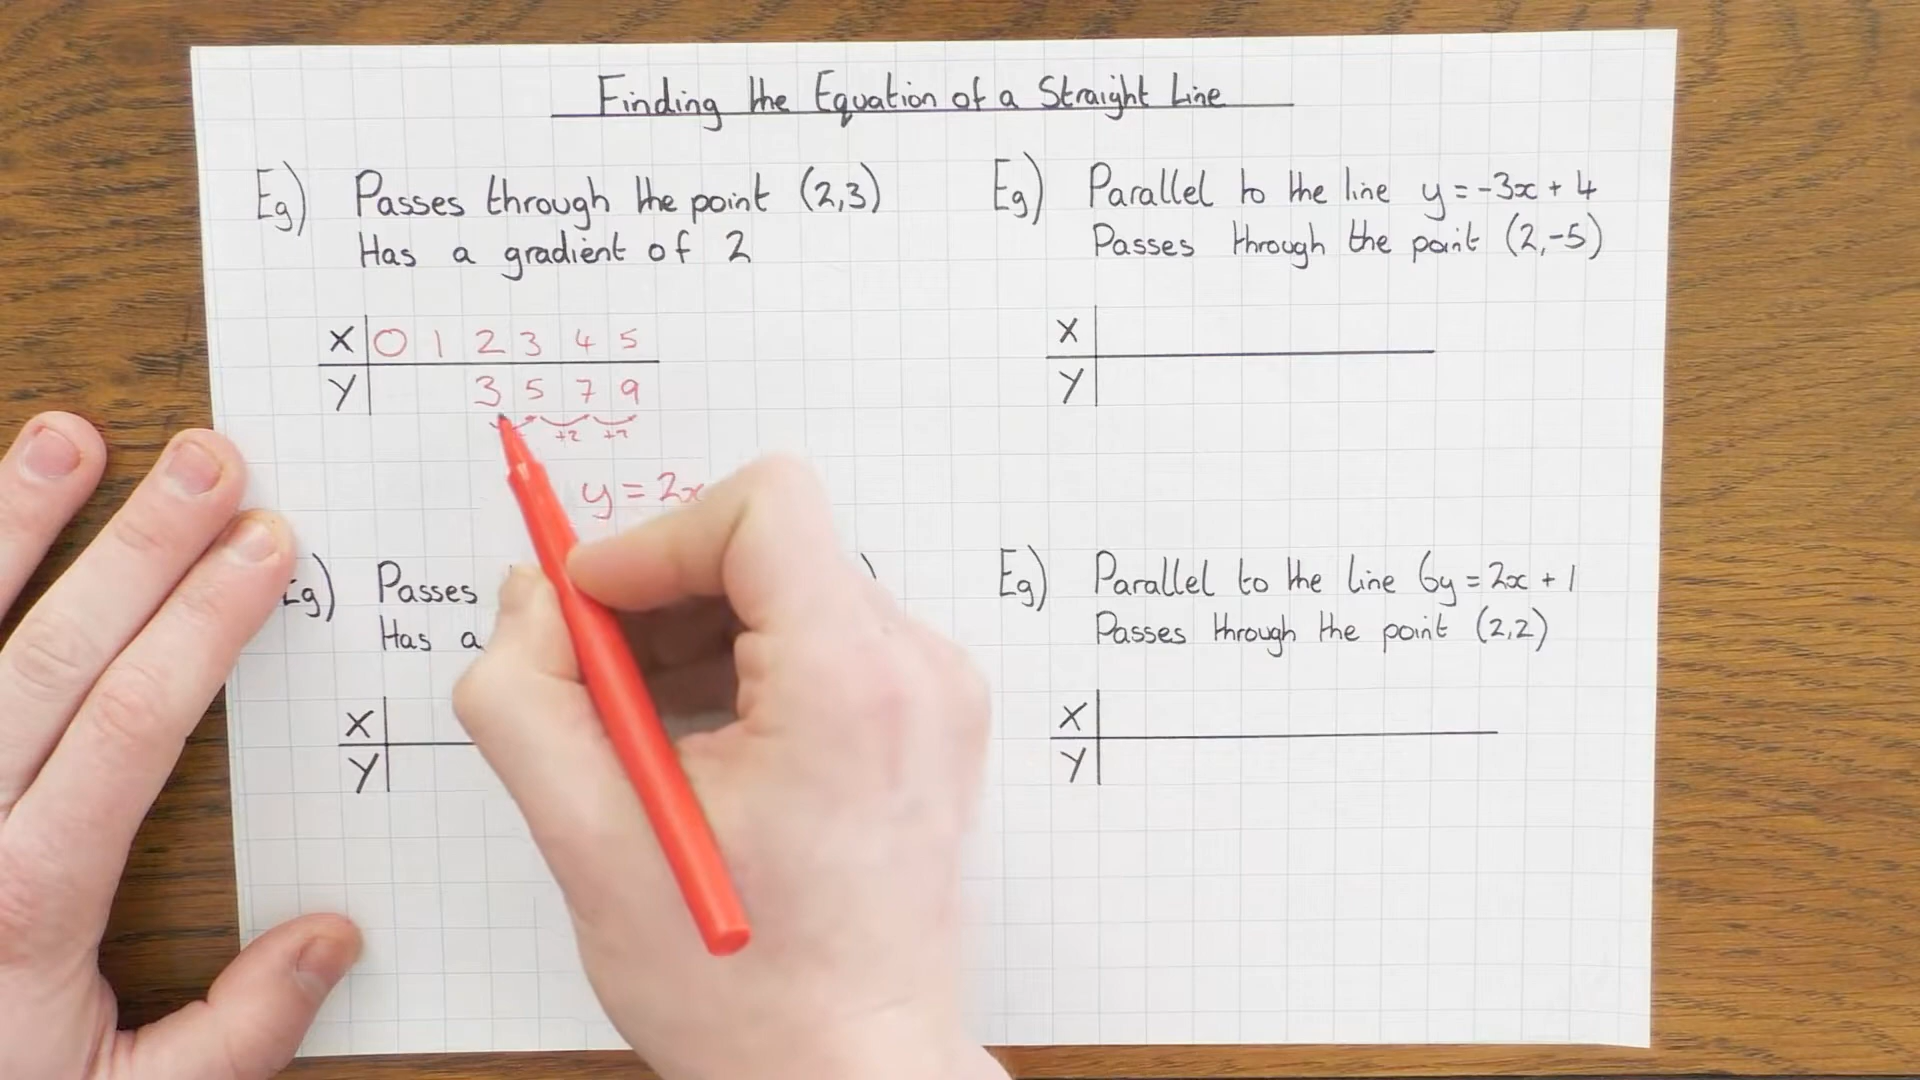 Finding the Equation of a Straight Line
Eg) Passes through the point (2,3)
Has a gradient of 2
X 0 1 2 3 4 5
Y 3 5 7 9
+2
y = 2x
Eg) Parallel to the line y = -3x + 4
Passes through the point (2,-5)
X
Y
Eg) Passes
Has a
X
Y
Eg) Parallel to the line 6y = 2x + 1
Passes through the point (2,2)
X
Y